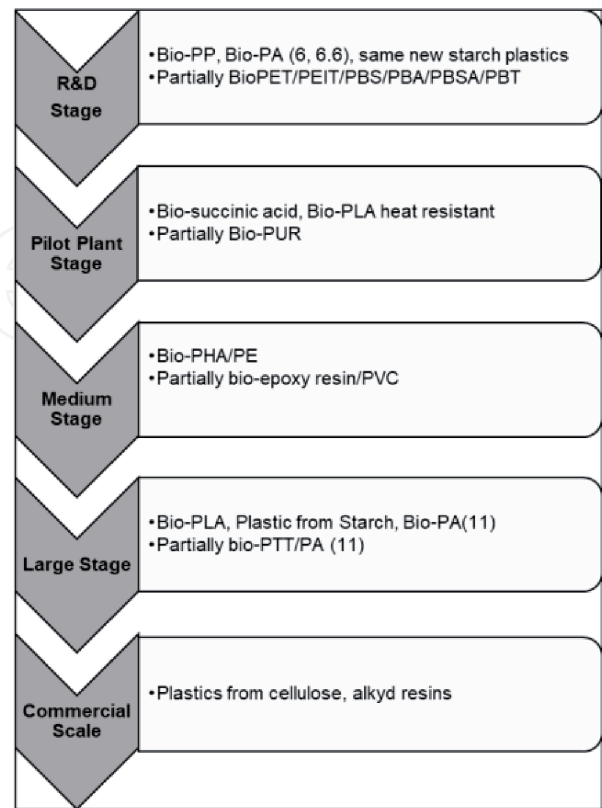 R&D
Stage
•Bio-PP, Bio-PA (6, 6.6), same new starch plastics
•Partially BioPET/PEIT/PBS/PBA/PBSA/PBT
Pilot Plant
Stage
•Bio-succinic acid, Bio-PLA heat resistant
•Partially Bio-PUR
Medium
Stage
•Bio-PHA/PE
•Partially bio-epoxy resin/PVC
Large Stage
•Bio-PLA, Plastic from Starch, Bio-PA(11)
•Partially bio-PTT/PA (11)
Commercial
Scale
•Plastics from cellulose, alkyd resins